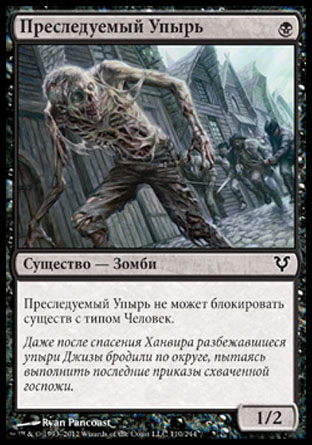 Преследуемый Упырь
Существо — Зомби
Преследуемый Упырь не может блокировать
существ с типом Человек.
Даже после спасения Ханвира разбежавшиеся
упыри Джизы бродили по округе, пытаясь
выполнить последние приказы схваченной
госпожи.
Ryan Pancoast
™ & © 1993–2012 Wizards of the Coast LLC 110/244
1/2